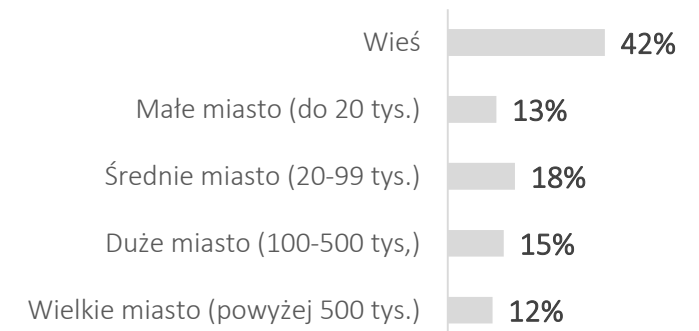 Wieś 42%
Małe miasto (do 20 tys.) 13%
Średnie miasto (20-99 tys.) 18%
Duże miasto (100-500 tys,) 15%
Wielkie miasto (powyżej 500 tys.) 12%